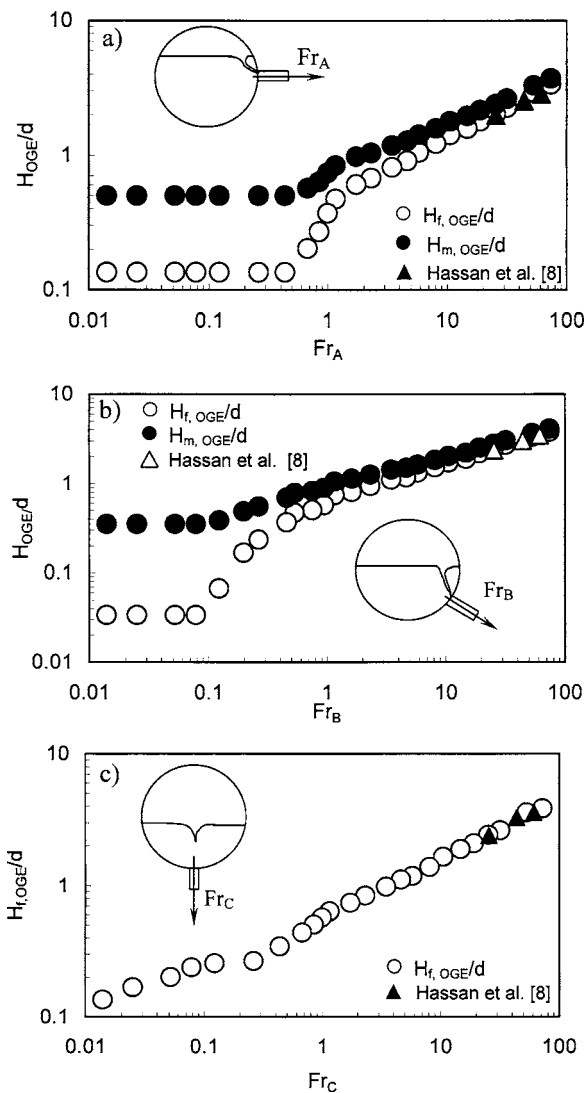 a)
10
1
0.1
H_OGE/d
Fr_A
H_f, OGE/d
H_m, OGE/d
Hassan et al. [8]
0.01 0.1 1 10 100
Fr_A
b)
10
1
0.1
0.01
H_OGE/d
H_f, OGE/d
H_m, OGE/d
Hassan et al. [8]
Fr_B
0.01 0.1 1 10 100
Fr_B
c)
10
1
0.1
H_f,OGE/d
Fr_C
H_f, OGE/d
Hassan et al. [8]
0.01 0.1 1 10 100
Fr_C